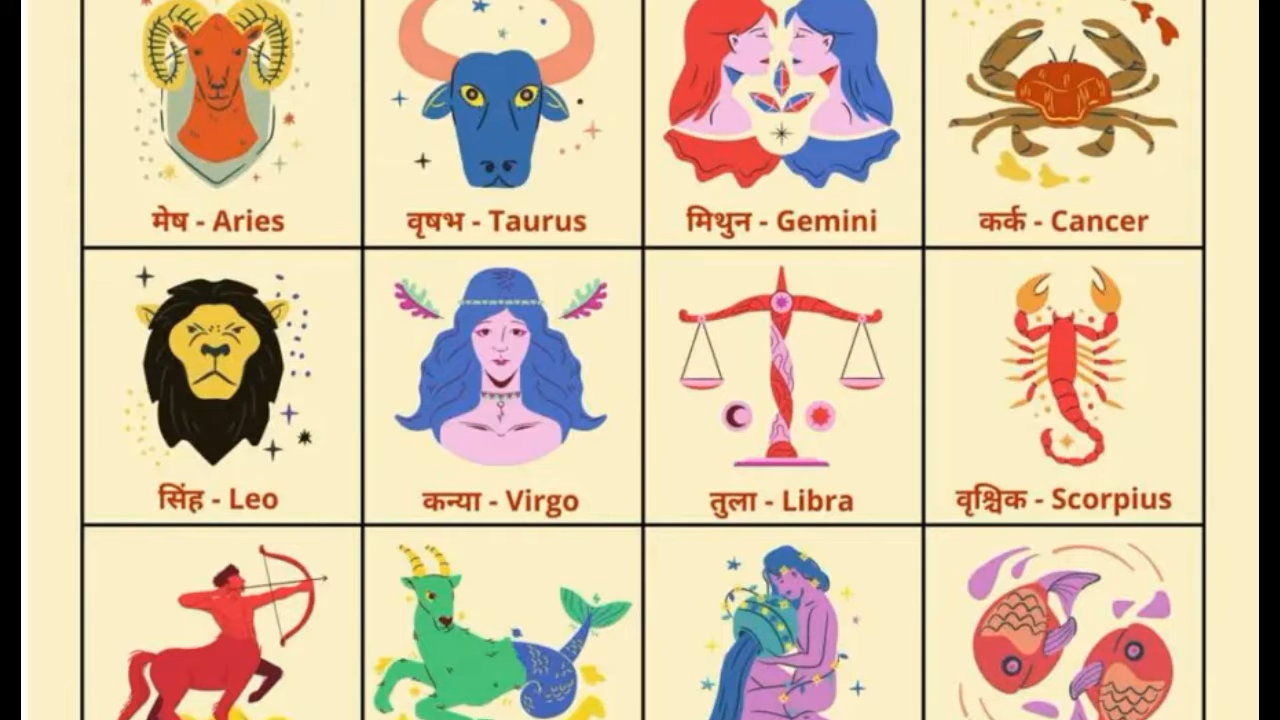 मेष - Aries
वृषभ - Taurus
मिथुन - Gemini
कर्क - Cancer
सिंह - Leo
कन्या - Virgo
तुला - Libra
वृश्चिक - Scorpius